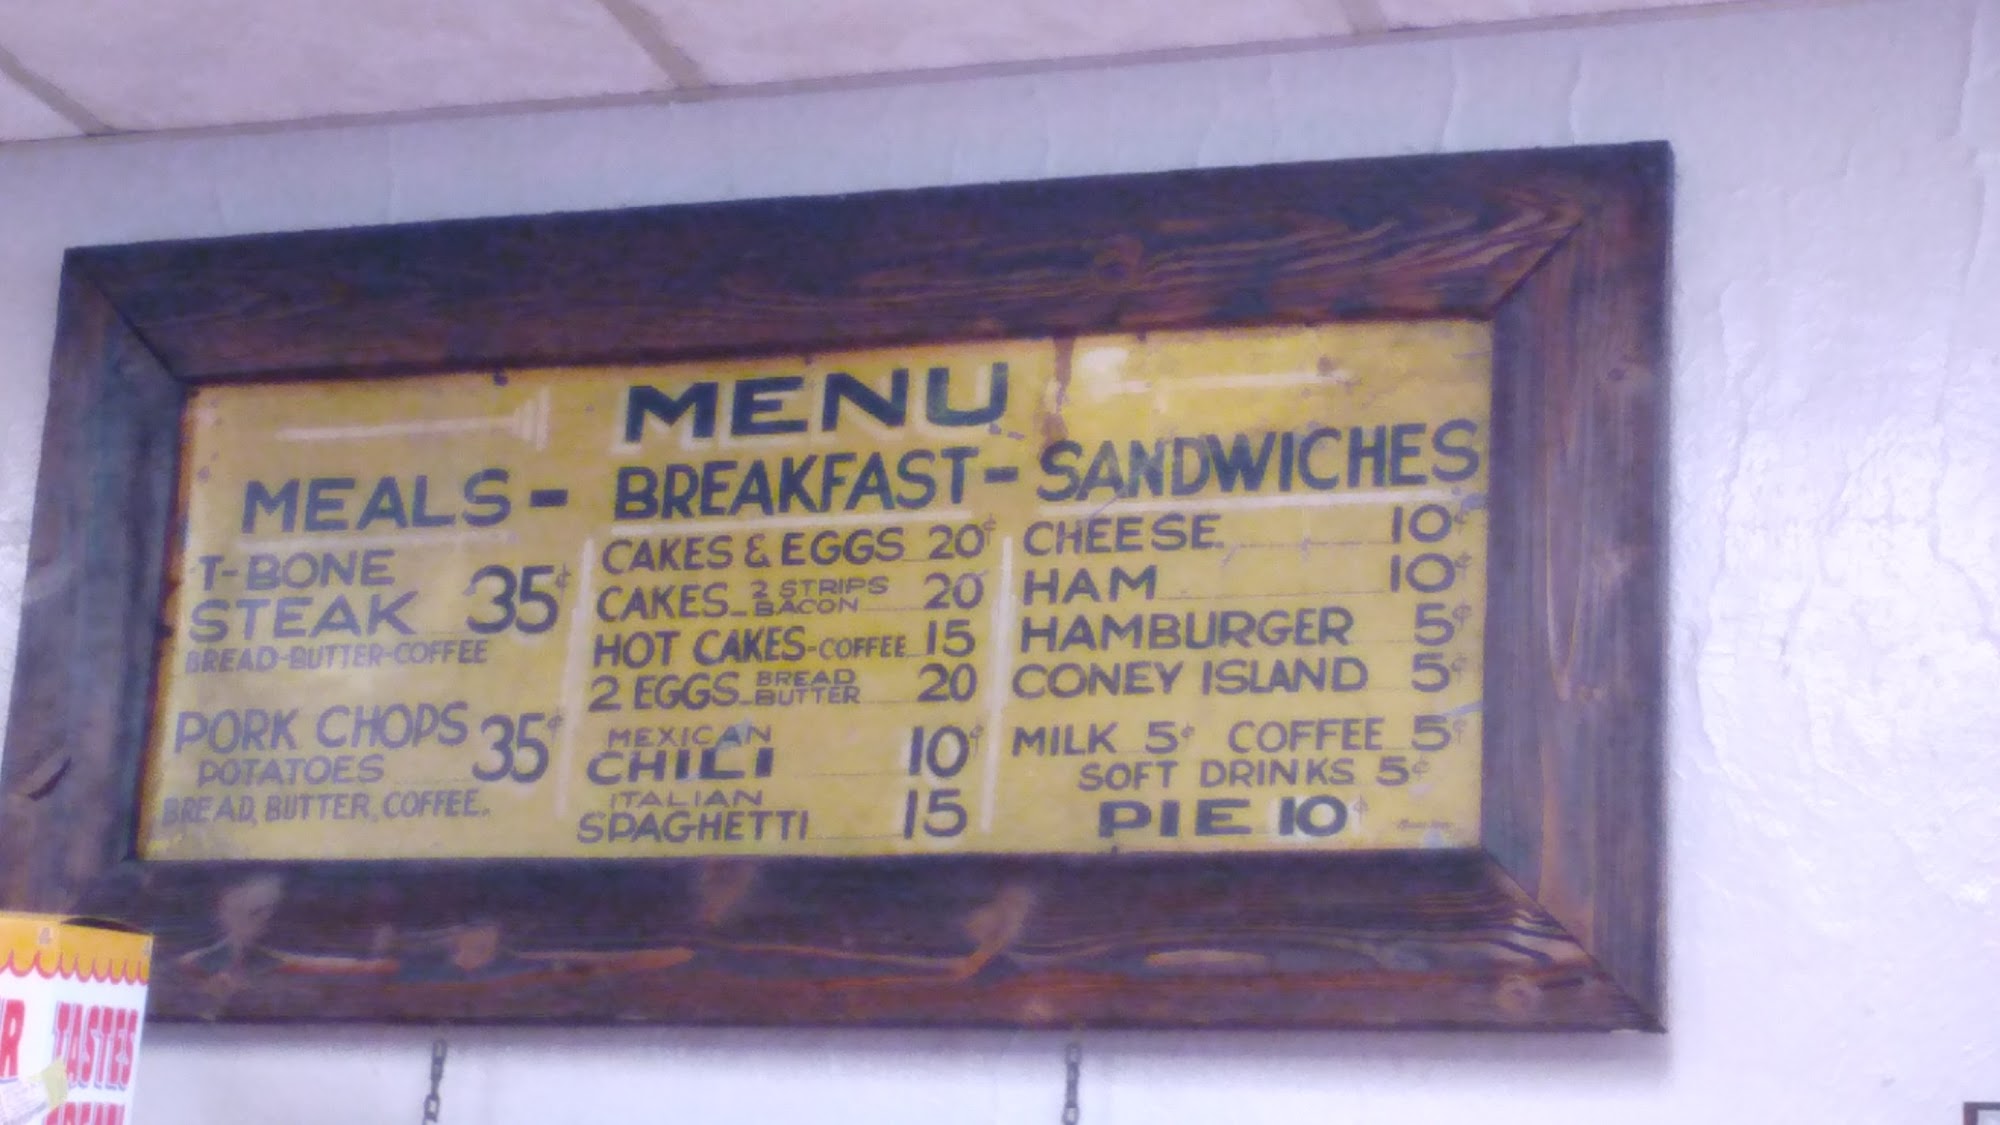 MENU
MEALS - BREAKFAST - SANDWICHES
T-BONE
STEAK 35¢
BREAD-BUTTER-COFFEE
PORK CHOPS 35¢
POTATOES
BREAD, BUTTER, COFFEE.
CAKES & EGGS 20¢
CAKES 2 STRIPS BACON 20
HOT CAKES-COFFEE 15
2 EGGS BREAD BUTTER 20
MEXICAN
CHILI 10¢
ITALIAN
SPAGHETTI 15
CHEESE 10¢
HAM 10¢
HAMBURGER 5¢
CONEY ISLAND 5¢
MILK 5¢ COFFEE 5¢
SOFT DRINKS 5¢
PIE 10¢
R TASTES